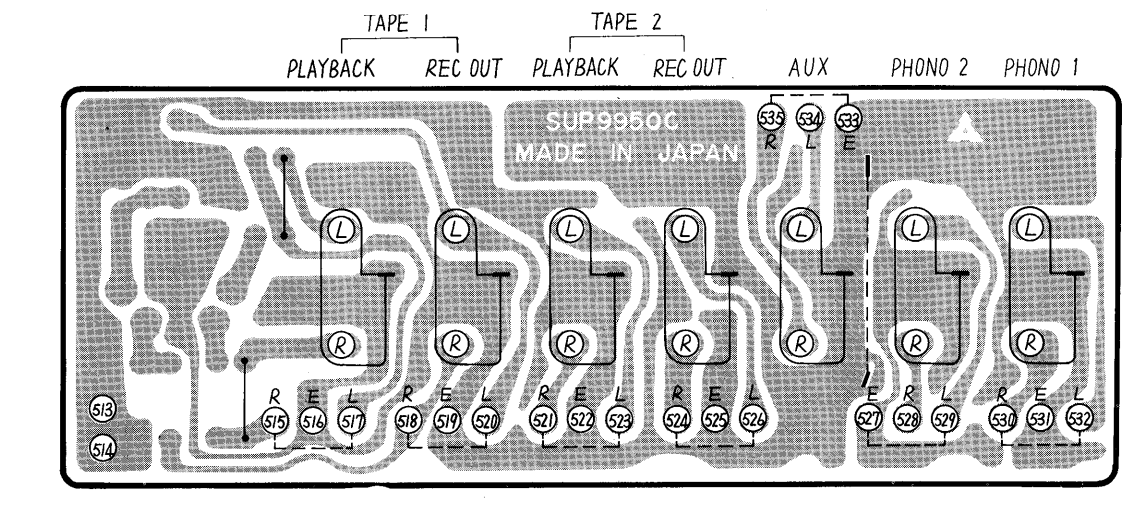 TAPE 1 TAPE 2
PLAYBACK REC OUT PLAYBACK REC OUT AUX PHONO 2 PHONO 1
535 534 533
R L E
SUP9950C
MADE IN JAPAN
L L L L L L L
R R R R R R R
R E L R E L R E L R E L E R L R E L
513 515 516 517 518 519 520 521 522 523 524 525 526 527 528 529 530 531 532
514